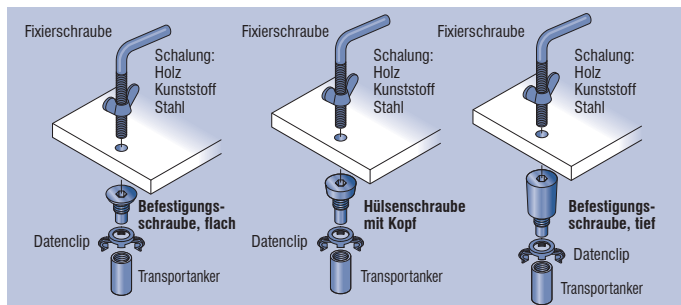 Fixierschraube
Schalung:
Holz
Kunststoff
Stahl
Befestigungs-
schraube, flach
Datenclip
Transportanker
Fixierschraube
Schalung:
Holz
Kunststoff
Stahl
Hülsenschraube
mit Kopf
Datenclip
Transportanker
Fixierschraube
Schalung:
Holz
Kunststoff
Stahl
Befestigungs-
schraube, tief
Datenclip
Transportanker